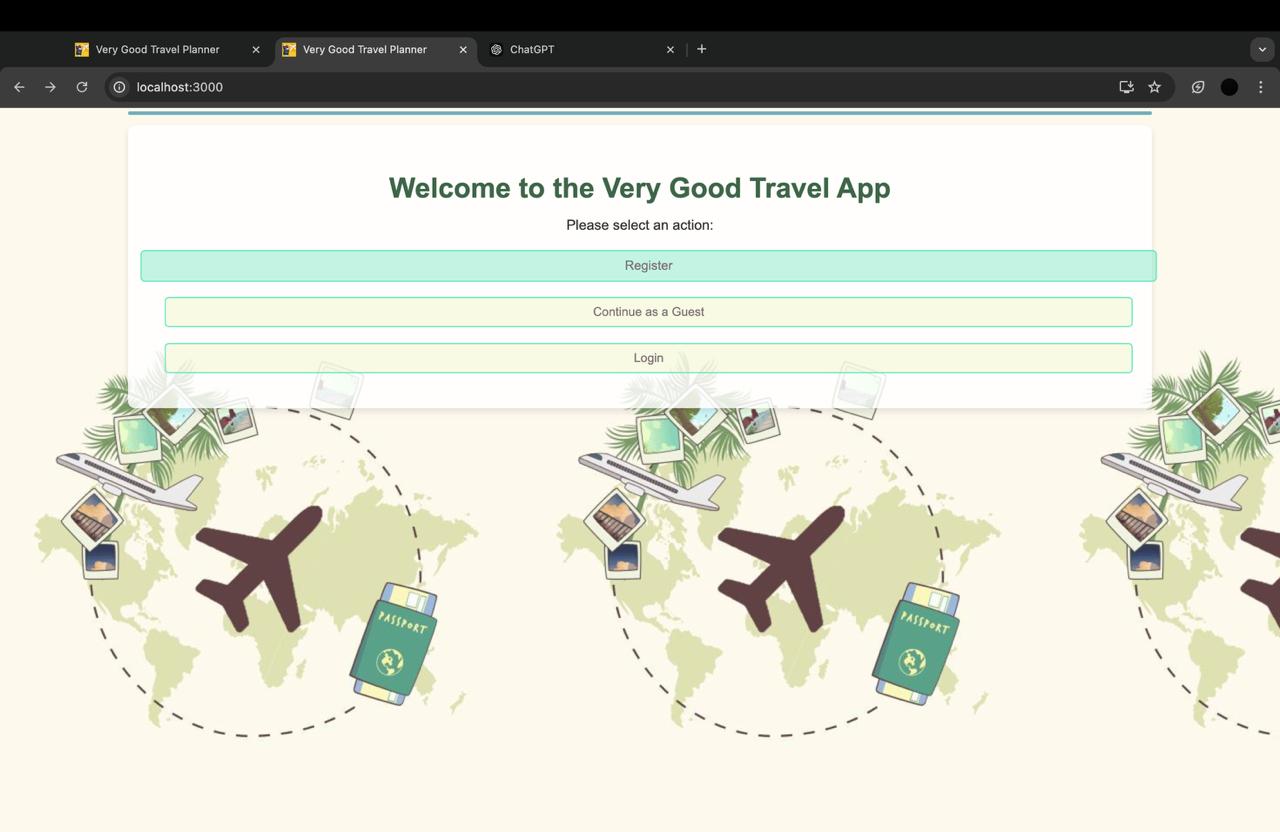 Very Good Travel Planner
Very Good Travel Planner
ChatGPT
localhost:3000
Welcome to the Very Good Travel App
Please select an action:
Register
Continue as a Guest
Login
PASSPORT
PASSPORT